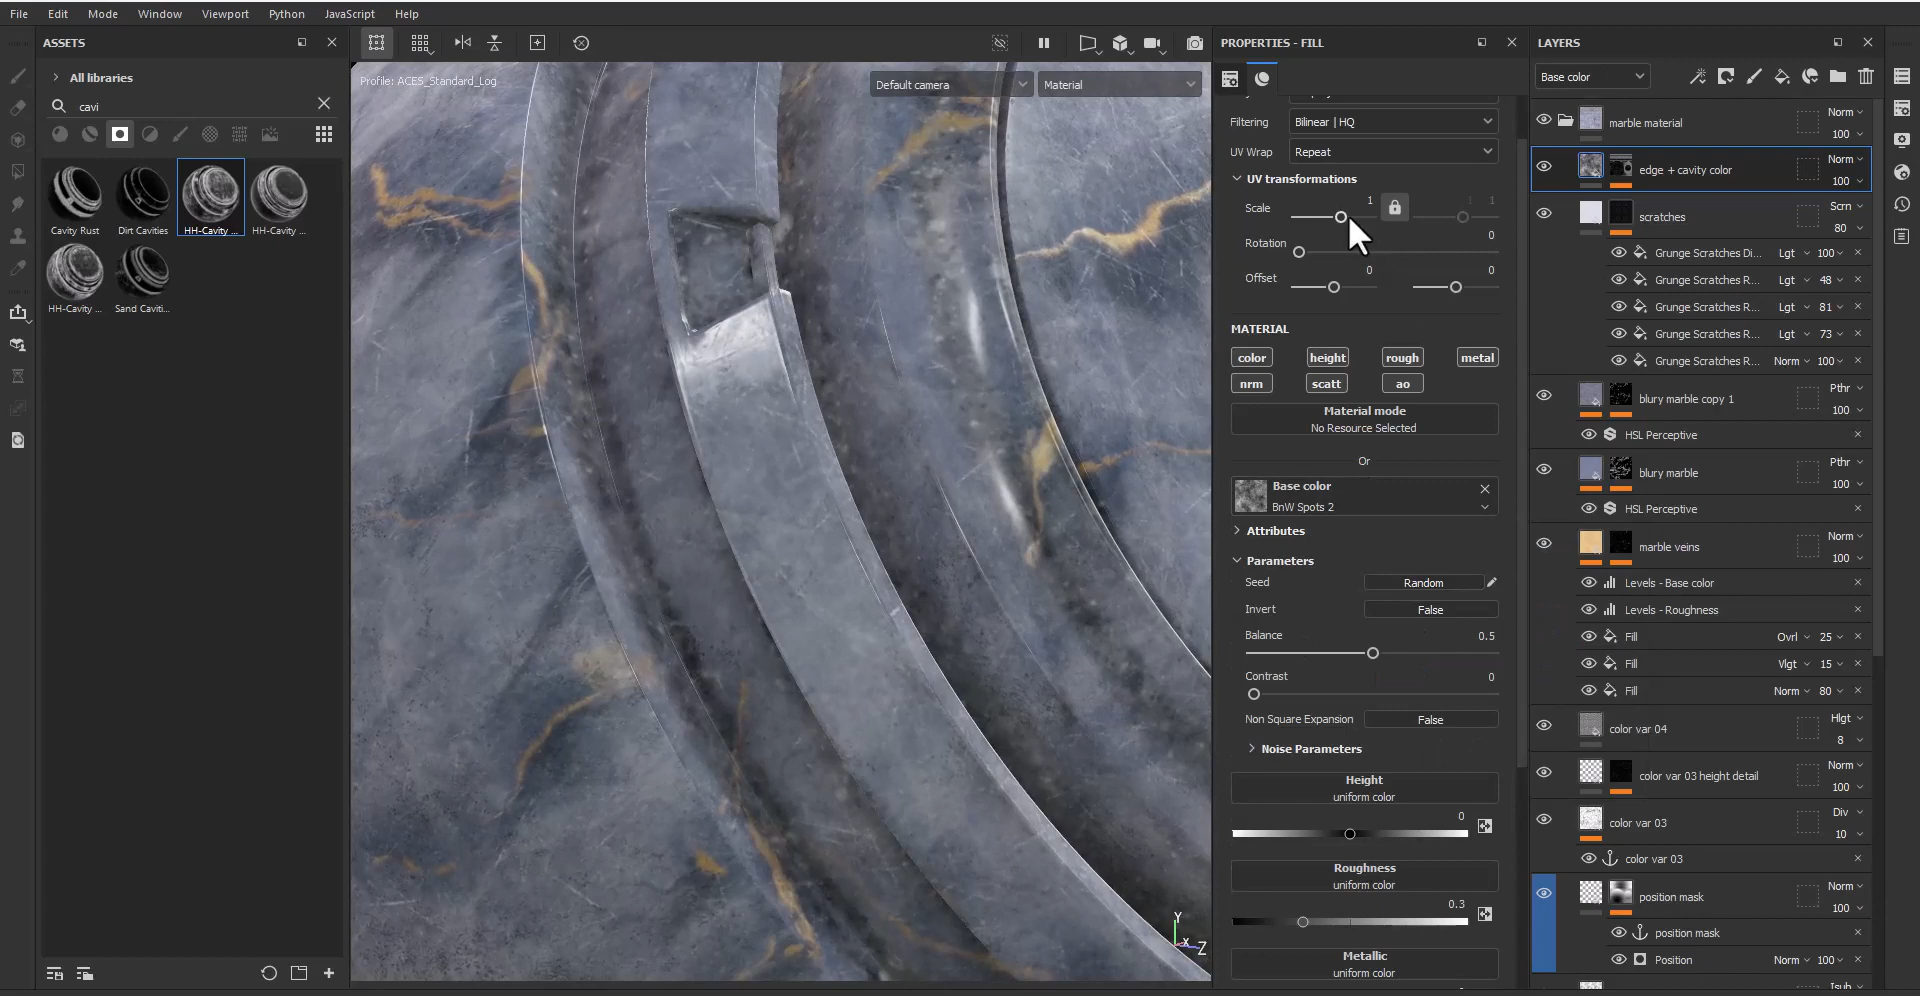 File Edit Mode Window Viewport Python JavaScript Help
ASSETS
All libraries
cavi
Cavity Rust
Dirt Cavities
HH-Cavity ...
HH-Cavity ...
HH-Cavity ...
Sand Caviti...
Profile: ACES_Standard_Log
Default camera
Material
Y
X
Z
PROPERTIES - FILL
Filtering Bilinear | HQ
UV Wrap Repeat
UV transformations
Scale 1 1 1
Rotation 0
Offset 0 0
MATERIAL
color height rough metal
nrm scatt ao
Material mode
No Resource Selected
Or
Base color
BnW Spots 2
Attributes
Parameters
Seed Random
Invert False
Balance 0.5
Contrast 0
Non Square Expansion False
Noise Parameters
Height
uniform color
0
Roughness
uniform color
0.3
Metallic
uniform color
LAYERS
Base color
marble material Norm 100
edge + cavity color Norm 100
scratches Scrn 80
Grunge Scratches Di... Lgt 100
Grunge Scratches R... Lgt 48
Grunge Scratches R... Lgt 81
Grunge Scratches R... Lgt 73
Grunge Scratches R... Norm 100
blury marble copy 1 Pthr 100
HSL Perceptive
blury marble Pthr 100
HSL Perceptive
marble veins Norm 100
Levels - Base color
Levels - Roughness
Fill Ovrl 25
Fill Vlgt 15
Fill Norm 80
color var 04 Hlgt 8
color var 03 height detail Norm 100
color var 03 Div 10
color var 03
position mask Norm 100
position mask
Position Norm 100